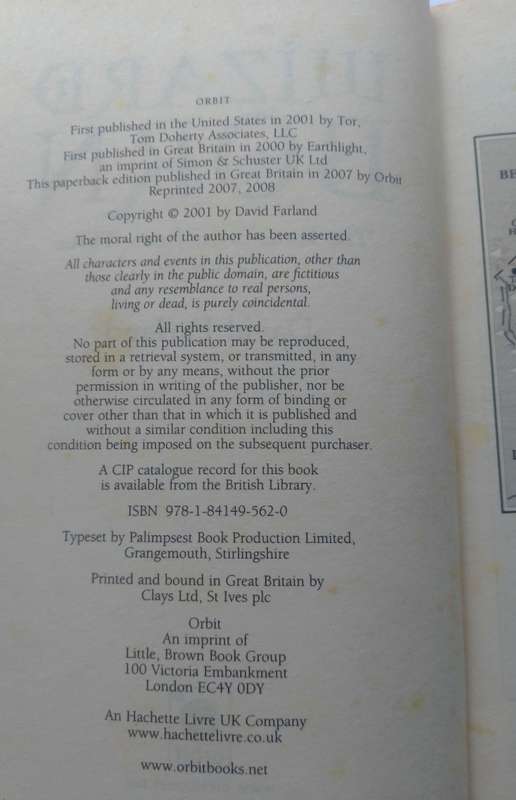 ORBIT
First published in the United States in 2001 by Tor,
Tom Doherty Associates, LLC
First published in Great Britain in 2000 by Earthlight,
an imprint of Simon & Schuster UK Ltd
This paperback edition published in Great Britain in 2007 by Orbit
Reprinted 2007, 2008
Copyright © 2001 by David Farland
The moral right of the author has been asserted.
All characters and events in this publication, other than
those clearly in the public domain, are fictitious
and any resemblance to real persons,
living or dead, is purely coincidental.
All rights reserved.
No part of this publication may be reproduced,
stored in a retrieval system, or transmitted, in any
form or by any means, without the prior
permission in writing of the publisher, nor be
otherwise circulated in any form of binding or
cover other than that in which it is published and
without a similar condition including this
condition being imposed on the subsequent purchaser.
A CIP catalogue record for this book
is available from the British Library.
ISBN 978-1-84149-562-0
Typeset by Palimpsest Book Production Limited,
Grangemouth, Stirlingshire
Printed and bound in Great Britain by
Clays Ltd, St Ives plc
Orbit
An imprint of
Little, Brown Book Group
100 Victoria Embankment
London EC4Y 0DY
An Hachette Livre UK Company
www.hachettelivre.co.uk
www.orbitbooks.net
BE